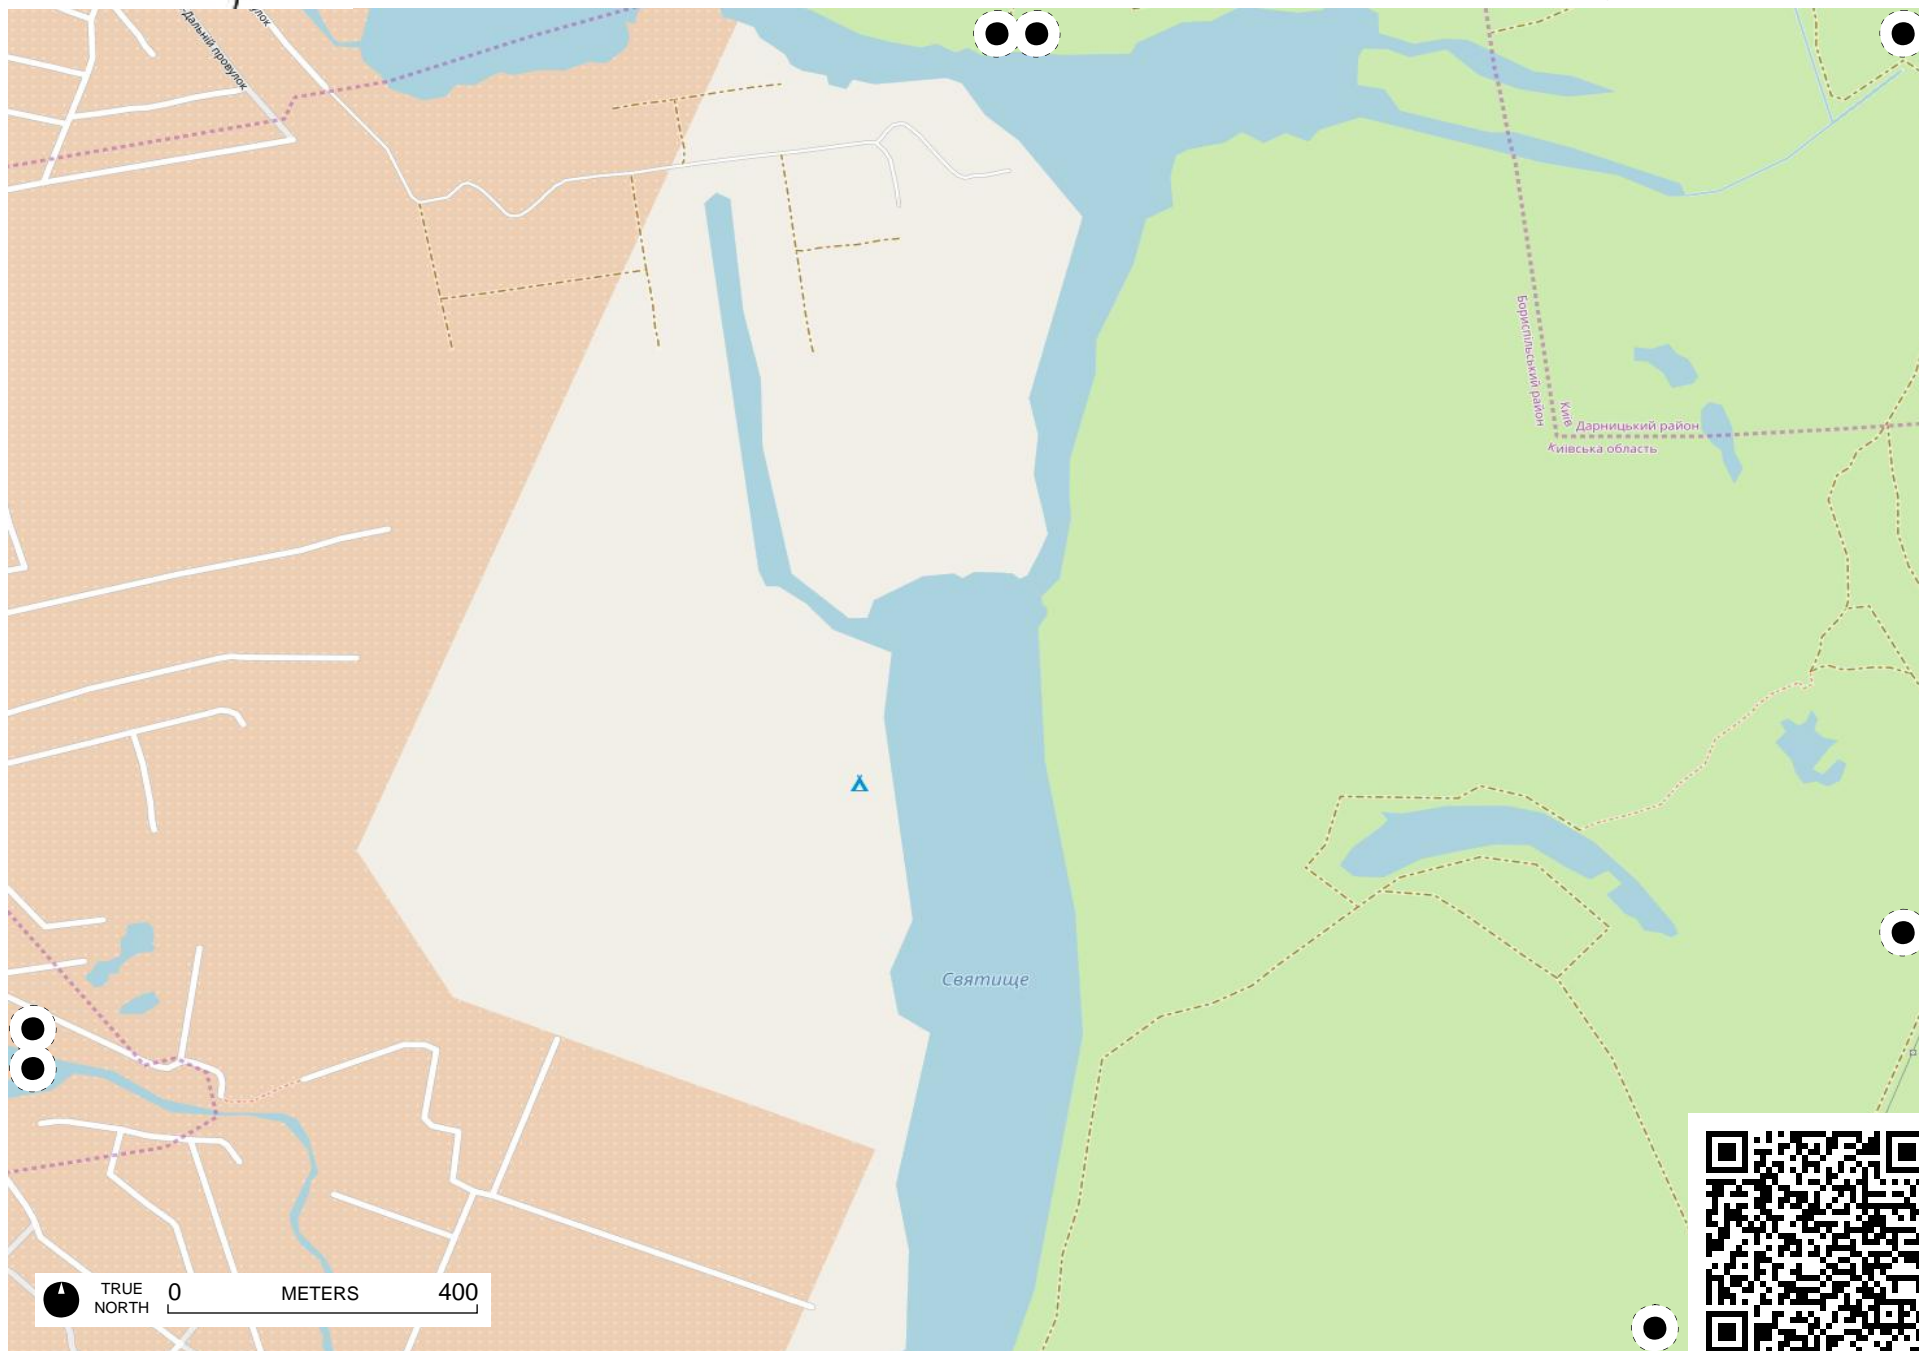 -Дальній провулок
Бориспільський район
Київ
Дарницький район
Київська область
Святище
TRUE
NORTH
0 METERS 400